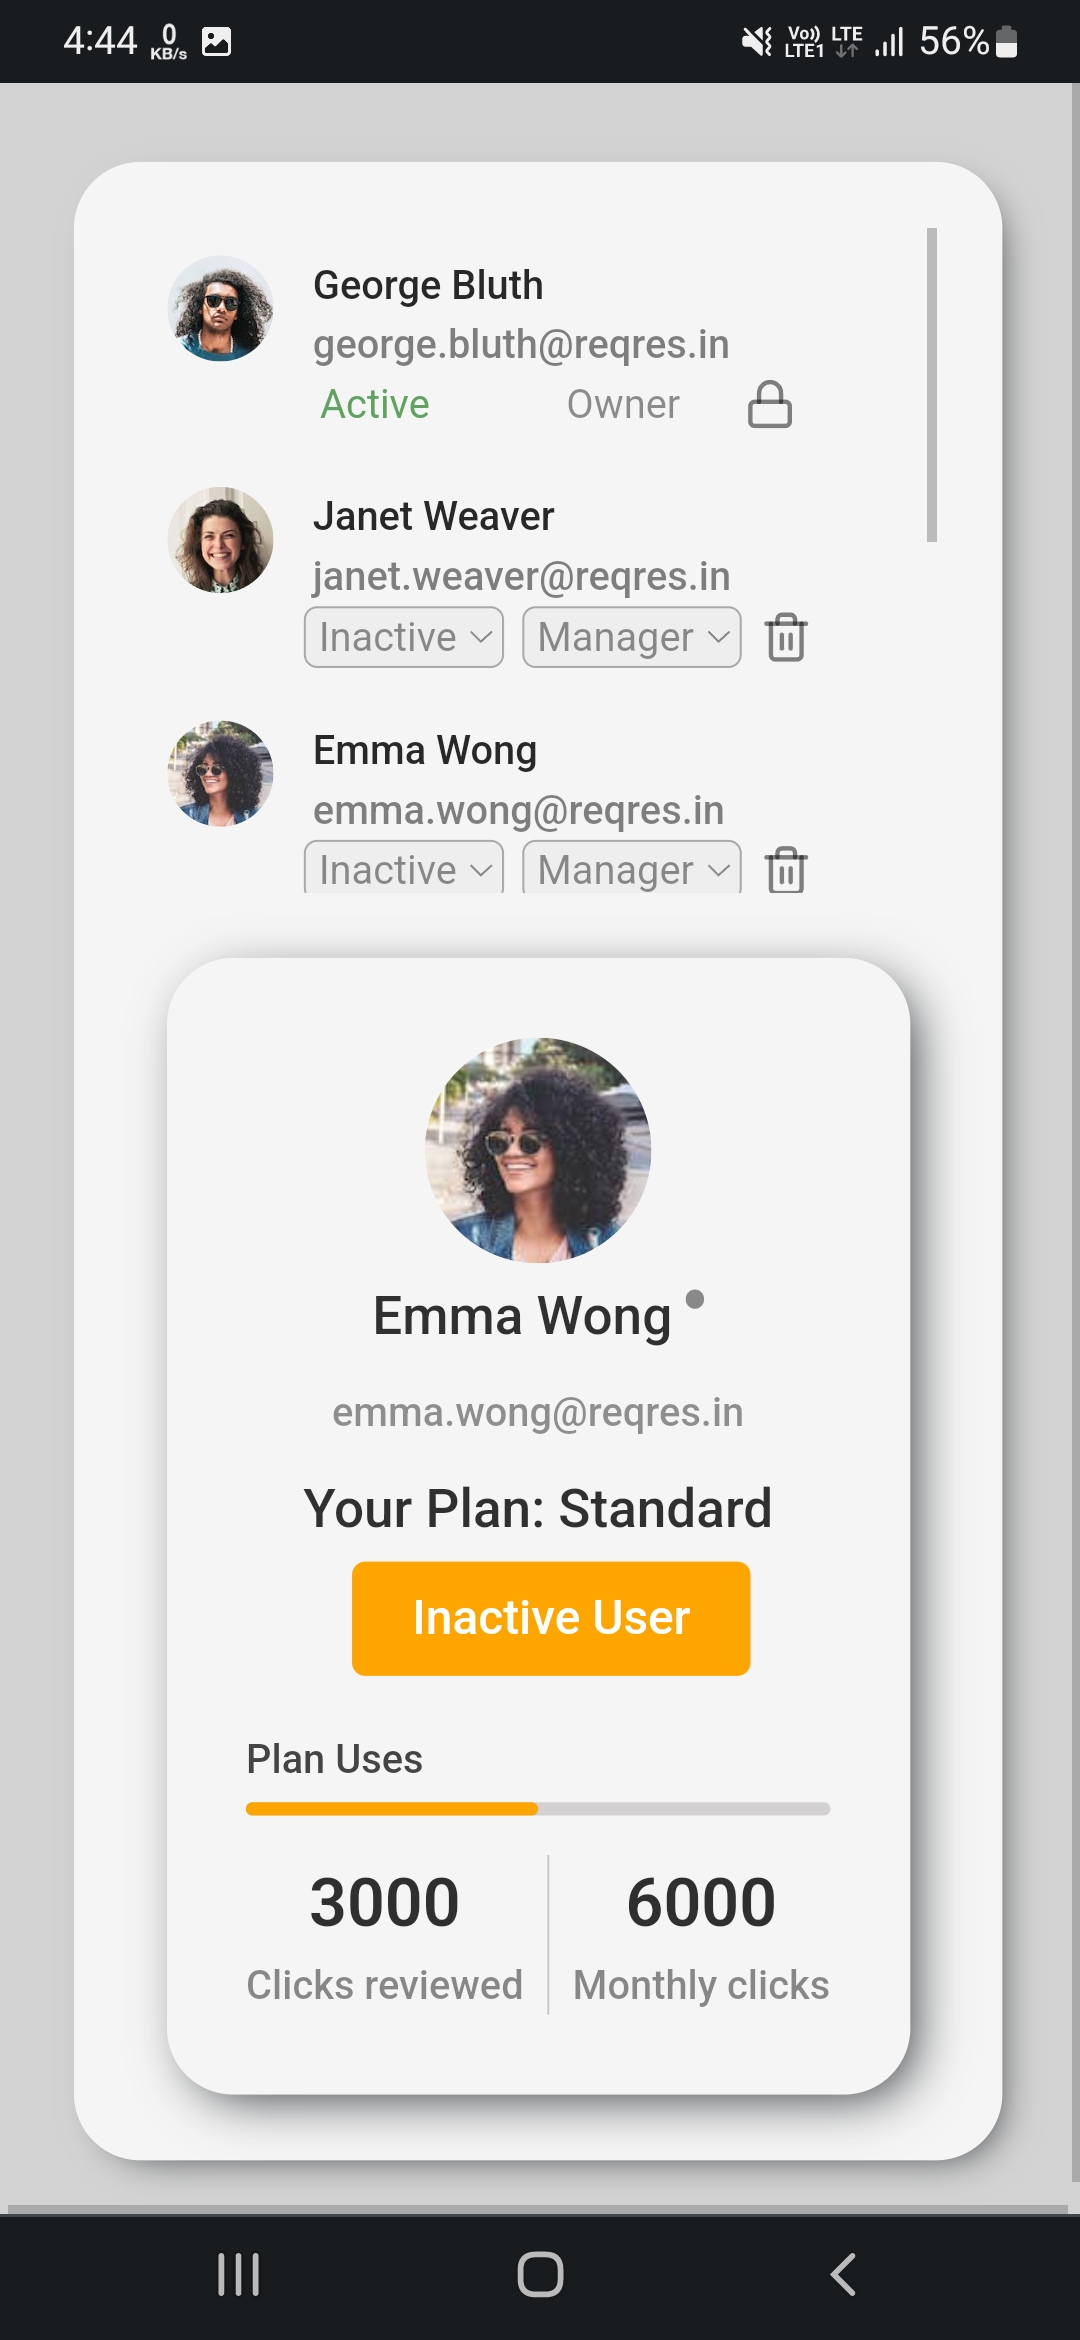 4:44 0 KB/s Vo)) LTE1 LTE 56%
George Bluth
george.bluth@reqres.in
Active Owner
Janet Weaver
janet.weaver@reqres.in
Inactive Manager
Emma Wong
emma.wong@reqres.in
Inactive Manager
Emma Wong
emma.wong@reqres.in
Your Plan: Standard
Inactive User
Plan Uses
3000 6000
Clicks reviewed Monthly clicks